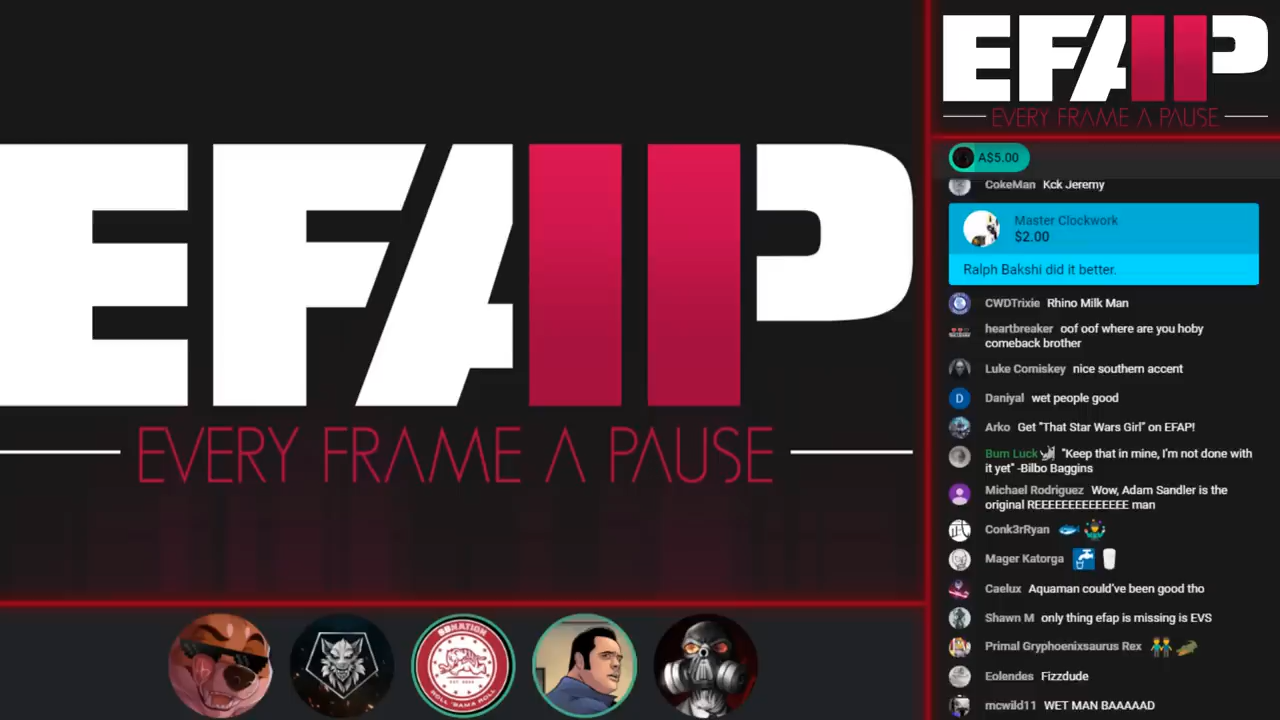 EFAP
EVERY FRAME A PAUSE
EFAP
EVERY FRAME A PAUSE
A$5.00
CokeMan Kck Jeremy
Master Clockwork
$2.00
Ralph Bakshi did it better.
CWDTrixie Rhino Milk Man
heartbreaker oof oof where are you hoby
comeback brother
Luke Comiskey nice southern accent
D Daniyal wet people good
Arko Get "That Star Wars Girl" on EFAP!
Bum Luck "Keep that in mine, I'm not done with
it yet" -Bilbo Baggins
Michael Rodriguez Wow, Adam Sandler is the
original REEEEEEEEEEEEEE man
武 Conk3rRyan
Mager Katorga
Caelux Aquaman could've been good tho
Shawn M only thing efap is missing is EVS
Primal Gryphoenixsaurus Rex
Eolendes Fizzdude
mcwild11 WET MAN BAAAAAD
ROLL 'BAMA ROLL